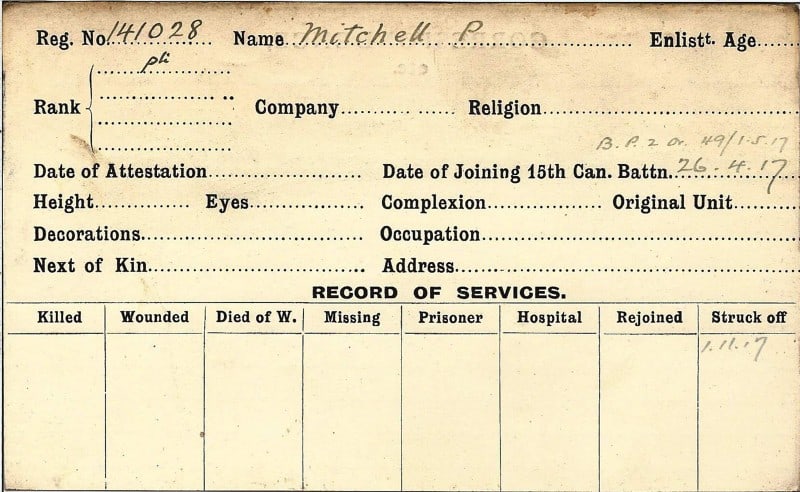 Reg. No. 141028 Name Mitchell P. Enlistt. Age
pte
Rank Company Religion
B. P. 2 Or. 49/1.5.17
Date of Attestation Date of Joining 15th Can. Battn. 26.4.17
Height Eyes Complexion Original Unit
Decorations Occupation
Next of Kin Address
RECORD OF SERVICES.
Killed Wounded Died of W. Missing Prisoner Hospital Rejoined Struck off
1.11.17